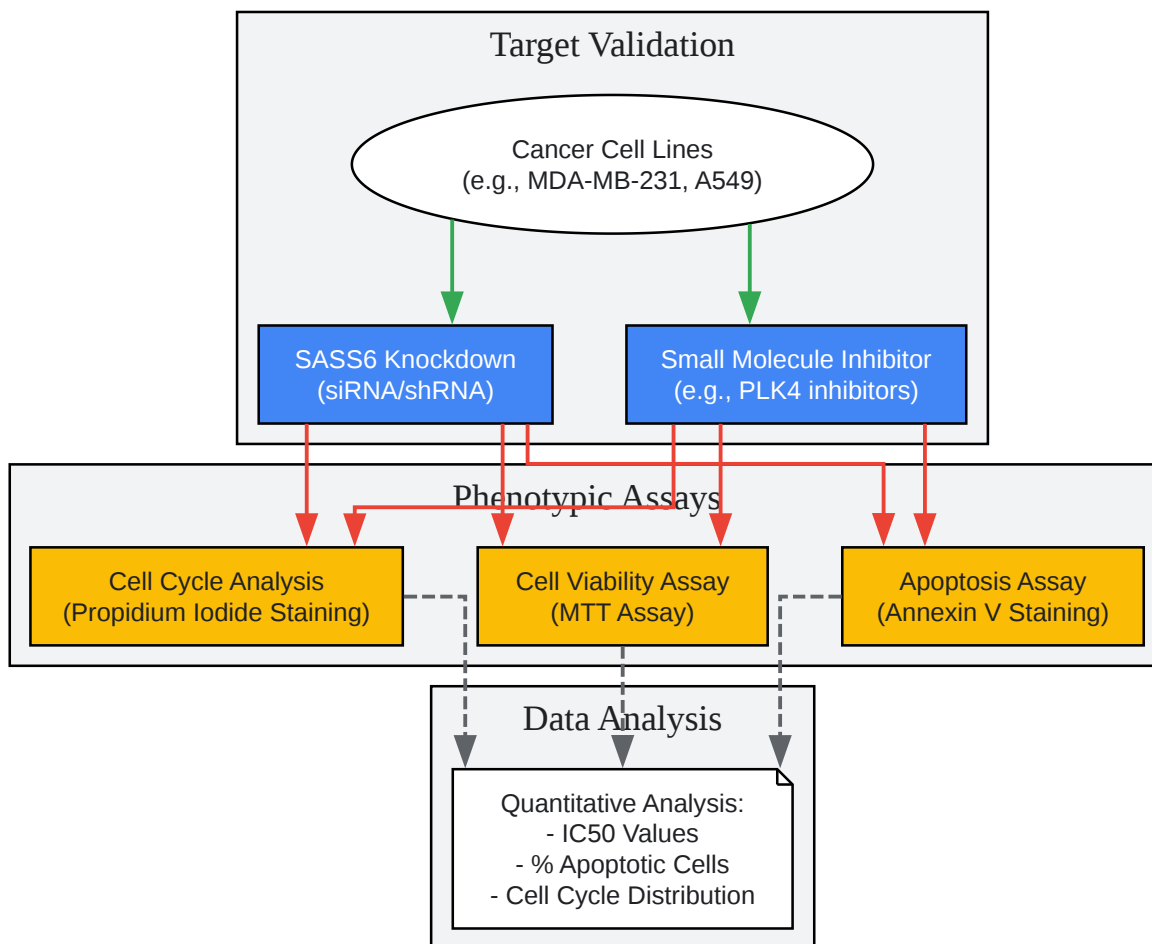 Target Validation
Cancer Cell Lines
(e.g., MDA-MB-231, A549)
SASS6 Knockdown
(siRNA/shRNA)
Small Molecule Inhibitor
(e.g., PLK4 inhibitors)
Phenotypic Assays
Cell Cycle Analysis
(Propidium Iodide Staining)
Cell Viability Assay
(MTT Assay)
Apoptosis Assay
(Annexin V Staining)
Data Analysis
Quantitative Analysis:
- IC50 Values
- % Apoptotic Cells
- Cell Cycle Distribution